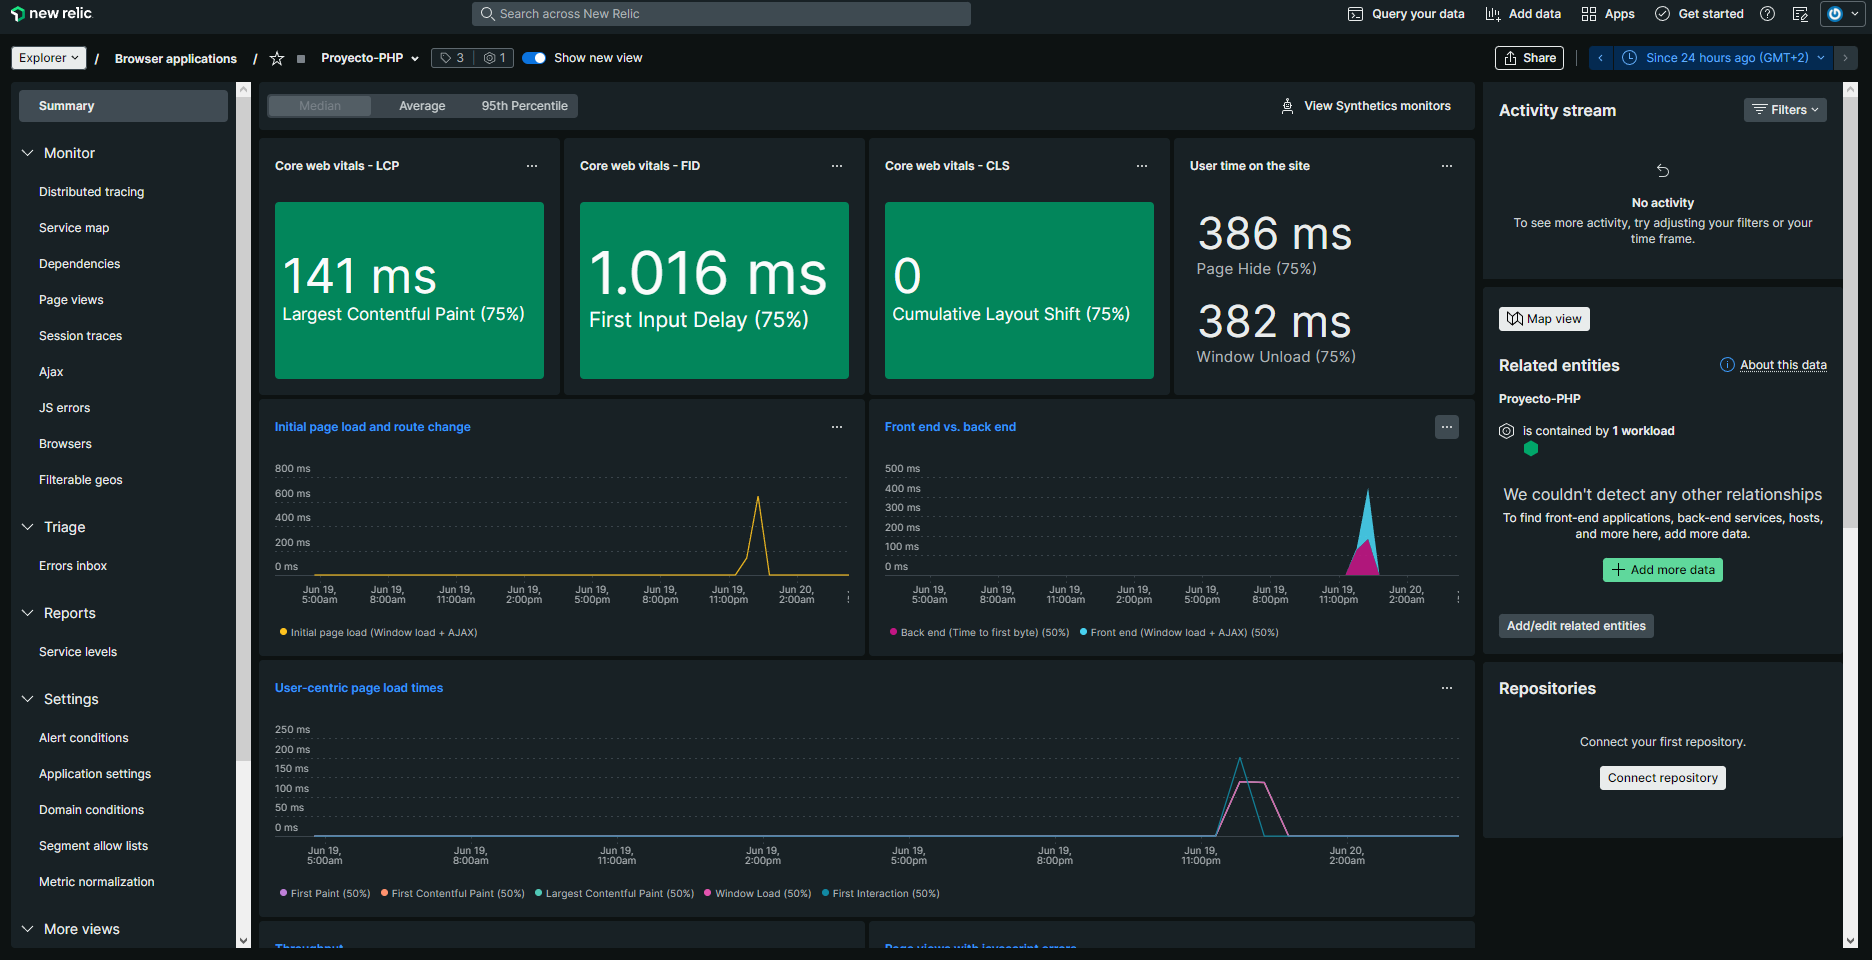 new relic
Search across New Relic
Query your data
Add data
Apps
Get started
Explorer
/
Browser applications
/
Proyecto-PHP
3
1
Show new view
Share
Since 24 hours ago (GMT+2)
Summary
Monitor
Distributed tracing
Service map
Dependencies
Page views
Session traces
Ajax
JS errors
Browsers
Filterable geos
Triage
Errors inbox
Reports
Service levels
Settings
Alert conditions
Application settings
Domain conditions
Segment allow lists
Metric normalization
More views
Median
Average
95th Percentile
View Synthetics monitors
Core web vitals - LCP
141 ms
Largest Contentful Paint (75%)
Core web vitals - FID
1.016 ms
First Input Delay (75%)
Core web vitals - CLS
0
Cumulative Layout Shift (75%)
User time on the site
386 ms
Page Hide (75%)
382 ms
Window Unload (75%)
Initial page load and route change
800 ms
600 ms
400 ms
200 ms
0 ms
Jun 19, 5:00am
Jun 19, 8:00am
Jun 19, 11:00am
Jun 19, 2:00pm
Jun 19, 5:00pm
Jun 19, 8:00pm
Jun 19, 11:00pm
Jun 20, 2:00am
Initial page load (Window load + AJAX)
Front end vs. back end
500 ms
400 ms
300 ms
200 ms
100 ms
0 ms
Jun 19, 5:00am
Jun 19, 8:00am
Jun 19, 11:00am
Jun 19, 2:00pm
Jun 19, 5:00pm
Jun 19, 8:00pm
Jun 19, 11:00pm
Jun 20, 2:00am
Back end (Time to first byte) (50%)
Front end (Window load + AJAX) (50%)
User-centric page load times
250 ms
200 ms
150 ms
100 ms
50 ms
0 ms
Jun 19, 5:00am
Jun 19, 8:00am
Jun 19, 11:00am
Jun 19, 2:00pm
Jun 19, 5:00pm
Jun 19, 8:00pm
Jun 19, 11:00pm
Jun 20, 2:00am
First Paint (50%)
First Contentful Paint (50%)
Largest Contentful Paint (50%)
Window Load (50%)
First Interaction (50%)
Throughput
Page views with javascript errors
Activity stream
Filters
No activity
To see more activity, try adjusting your filters or your
time frame.
Map view
Related entities
About this data
Proyecto-PHP
is contained by 1 workload
We couldn't detect any other relationships
To find front-end applications, back-end services, hosts,
and more here, add more data.
Add more data
Add/edit related entities
Repositories
Connect your first repository.
Connect repository